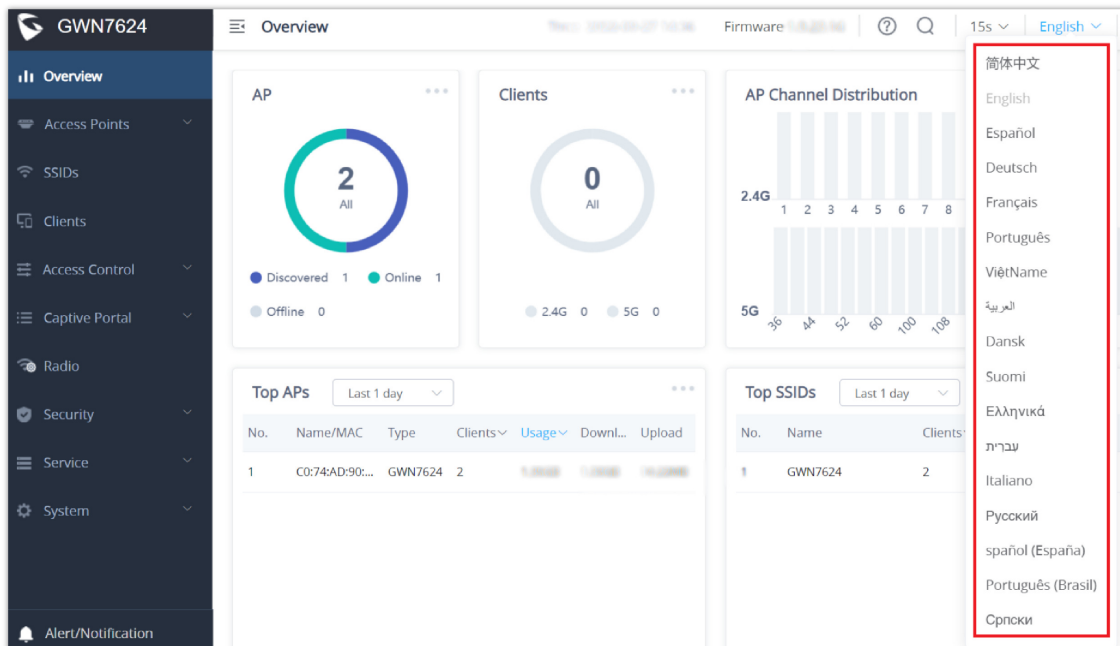 GWN7624
Overview
Firmware
15s
English
Overview
Access Points
SSIDs
Clients
Access Control
Captive Portal
Radio
Security
Service
System
Alert/Notification
AP
2
All
Discovered 1 Online 1
Offline 0
Clients
0
All
2.4G 0 5G 0
AP Channel Distribution
2.4G
1 2 3 4 5 6 7 8
5G
36 44 52 60 100 108
Top APs Last 1 day
No. Name/MAC Type Clients Usage Downl... Upload
1 C0:74:AD:90:... GWN7624 2
Top SSIDs Last 1 day
No. Name Clients
1 GWN7624 2
简体中文
English
Español
Deutsch
Français
Português
ViệtName
العربية
Dansk
Suomi
Ελληνικά
עברית
Italiano
Русский
spañol (España)
Português (Brasil)
Српски